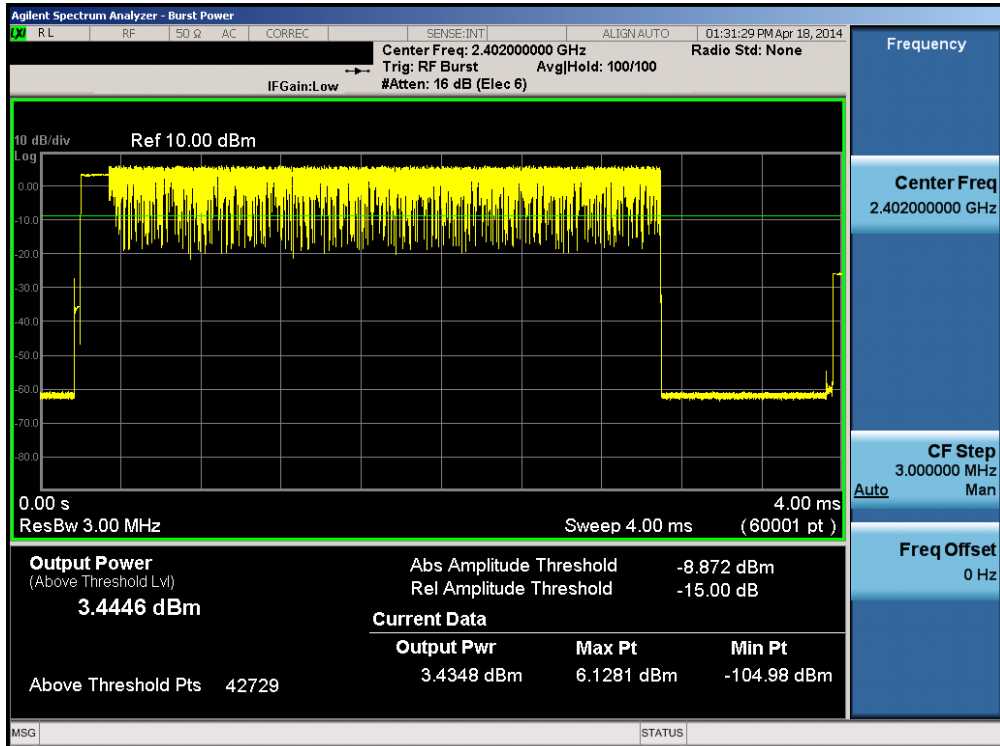 Agilent Spectrum Analyzer - Burst Power
LXI RL RF 50 Ω AC CORREC SENSE:INT ALIGN AUTO 01:31:29 PM Apr 18, 2014
Center Freq: 2.402000000 GHz Radio Std: None
Trig: RF Burst Avg|Hold: 100/100
IFGain:Low #Atten: 16 dB (Elec 6)
10 dB/div Ref 10.00 dBm
Log
0.00
-10.0
-20.0
-30.0
-40.0
-50.0
-60.0
-70.0
-80.0
0.00 s 4.00 ms
ResBw 3.00 MHz Sweep 4.00 ms (60001 pt)
Output Power
(Above Threshold Lvl)
3.4446 dBm
Above Threshold Pts 42729
Abs Amplitude Threshold -8.872 dBm
Rel Amplitude Threshold -15.00 dB
Current Data
Output Pwr Max Pt Min Pt
3.4348 dBm 6.1281 dBm -104.98 dBm
Frequency
Center Freq
2.402000000 GHz
CF Step
3.000000 MHz
Auto Man
Freq Offset
0 Hz
MSG STATUS